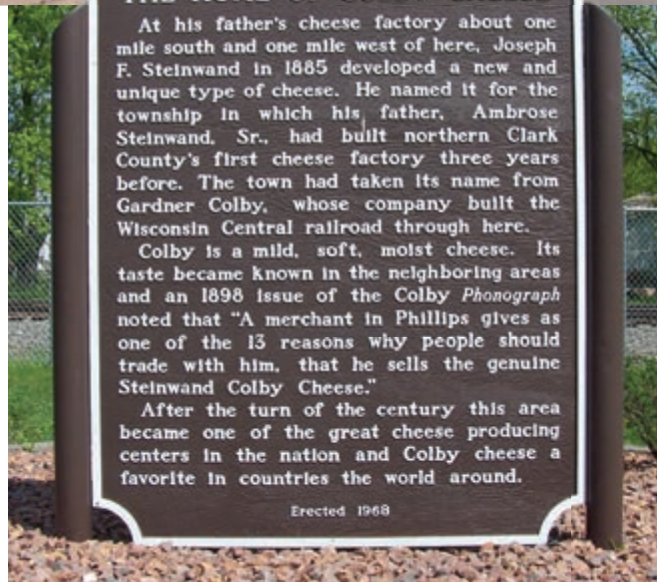 At his father's cheese factory about one
mile south and one mile west of here, Joseph
F. Steinwand in 1885 developed a new and
unique type of cheese. He named it for the
township in which his father, Ambrose
Steinwand, Sr., had built northern Clark
County's first cheese factory three years
before. The town had taken its name from
Gardner Colby, whose company built the
Wisconsin Central railroad through here.
Colby is a mild, soft, moist cheese. Its
taste became known in the neighboring areas
and an 1898 issue of the Colby Phonograph
noted that "A merchant in Phillips gives as
one of the 13 reasons why people should
trade with him, that he sells the genuine
Steinwand Colby Cheese."
After the turn of the century this area
became one of the great cheese producing
centers in the nation and Colby cheese a
favorite in countries the world around.
Erected 1968